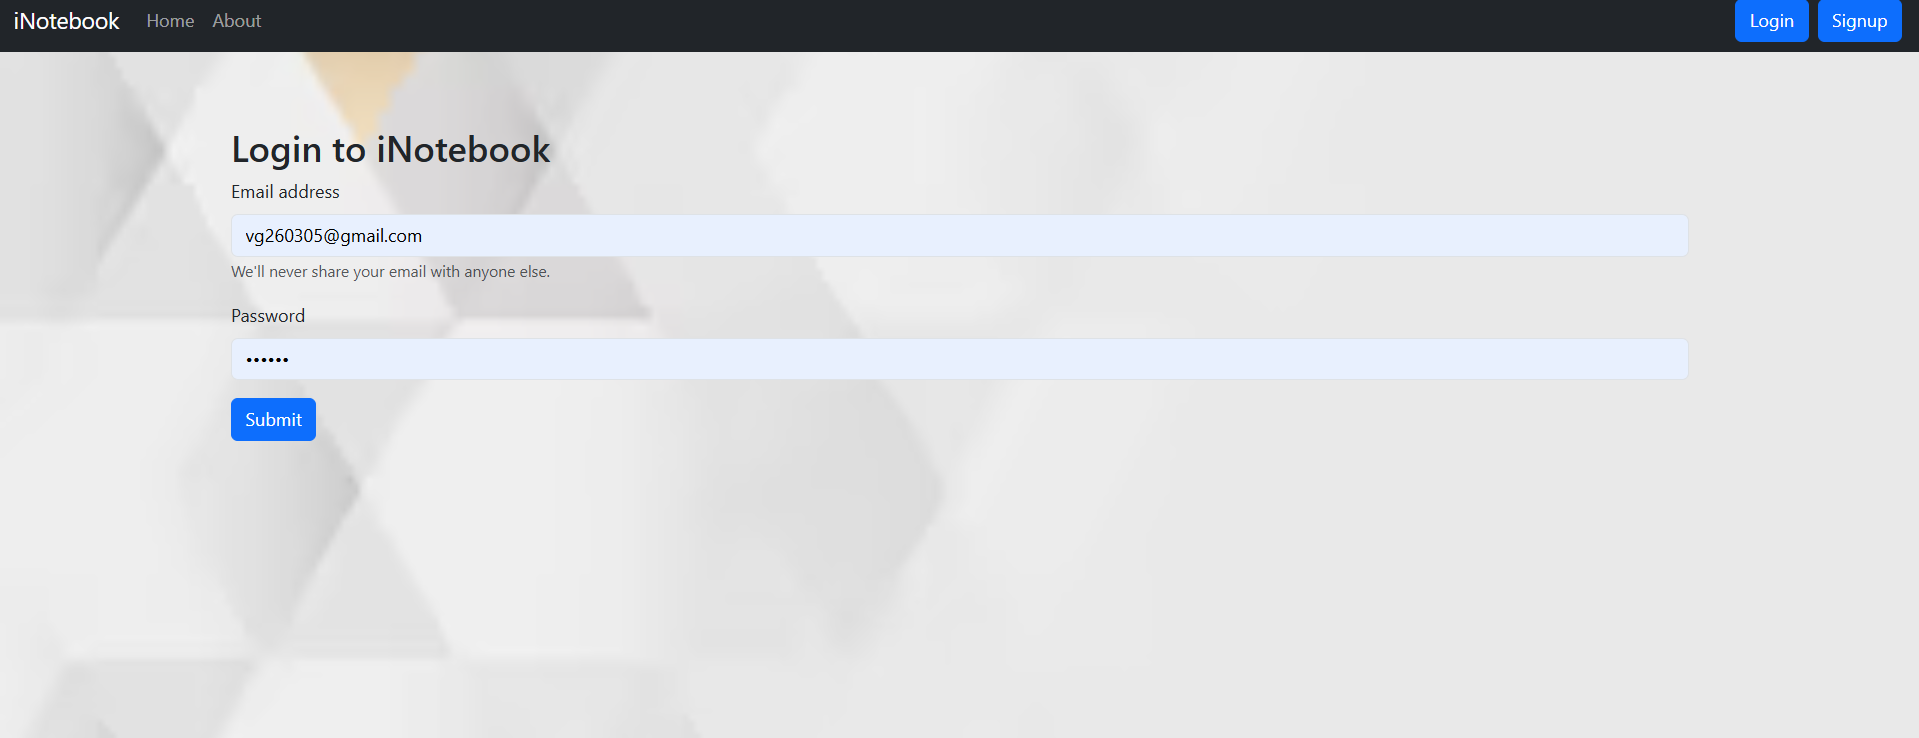 iNotebook Home About Login Signup
Login to iNotebook
Email address
vg260305@gmail.com
We'll never share your email with anyone else.
Password
••••••
Submit